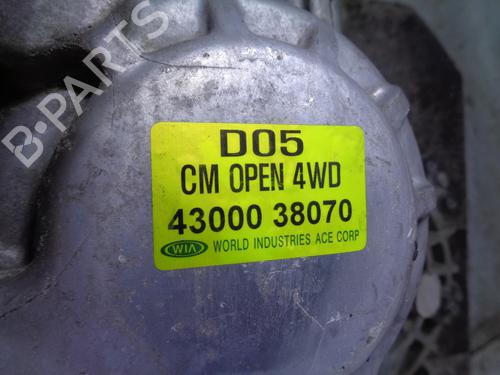 B-PARTS
D05
CM OPEN 4WD
43000 38070
WIA WORLD INDUSTRIES ACE CORP